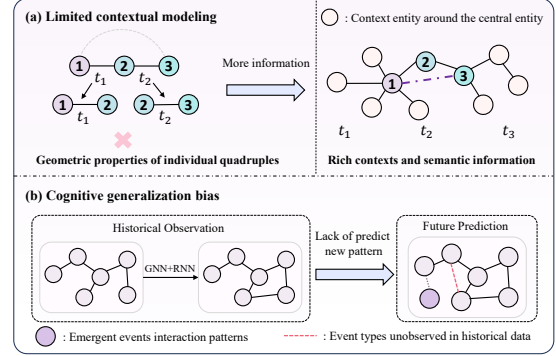 (a) Limited contextual modeling
: Context entity around the central entity
1 2 3
t1 t2
1 2 2 3
t1 t2
More information
1 2 3
t1 t2 t3
Geometric properties of individual quadruples
Rich contexts and semantic information
(b) Cognitive generalization bias
Historical Observation
GNN+RNN
Lack of predict
new pattern
Future Prediction
: Emergent events interaction patterns
: Event types unobserved in historical data